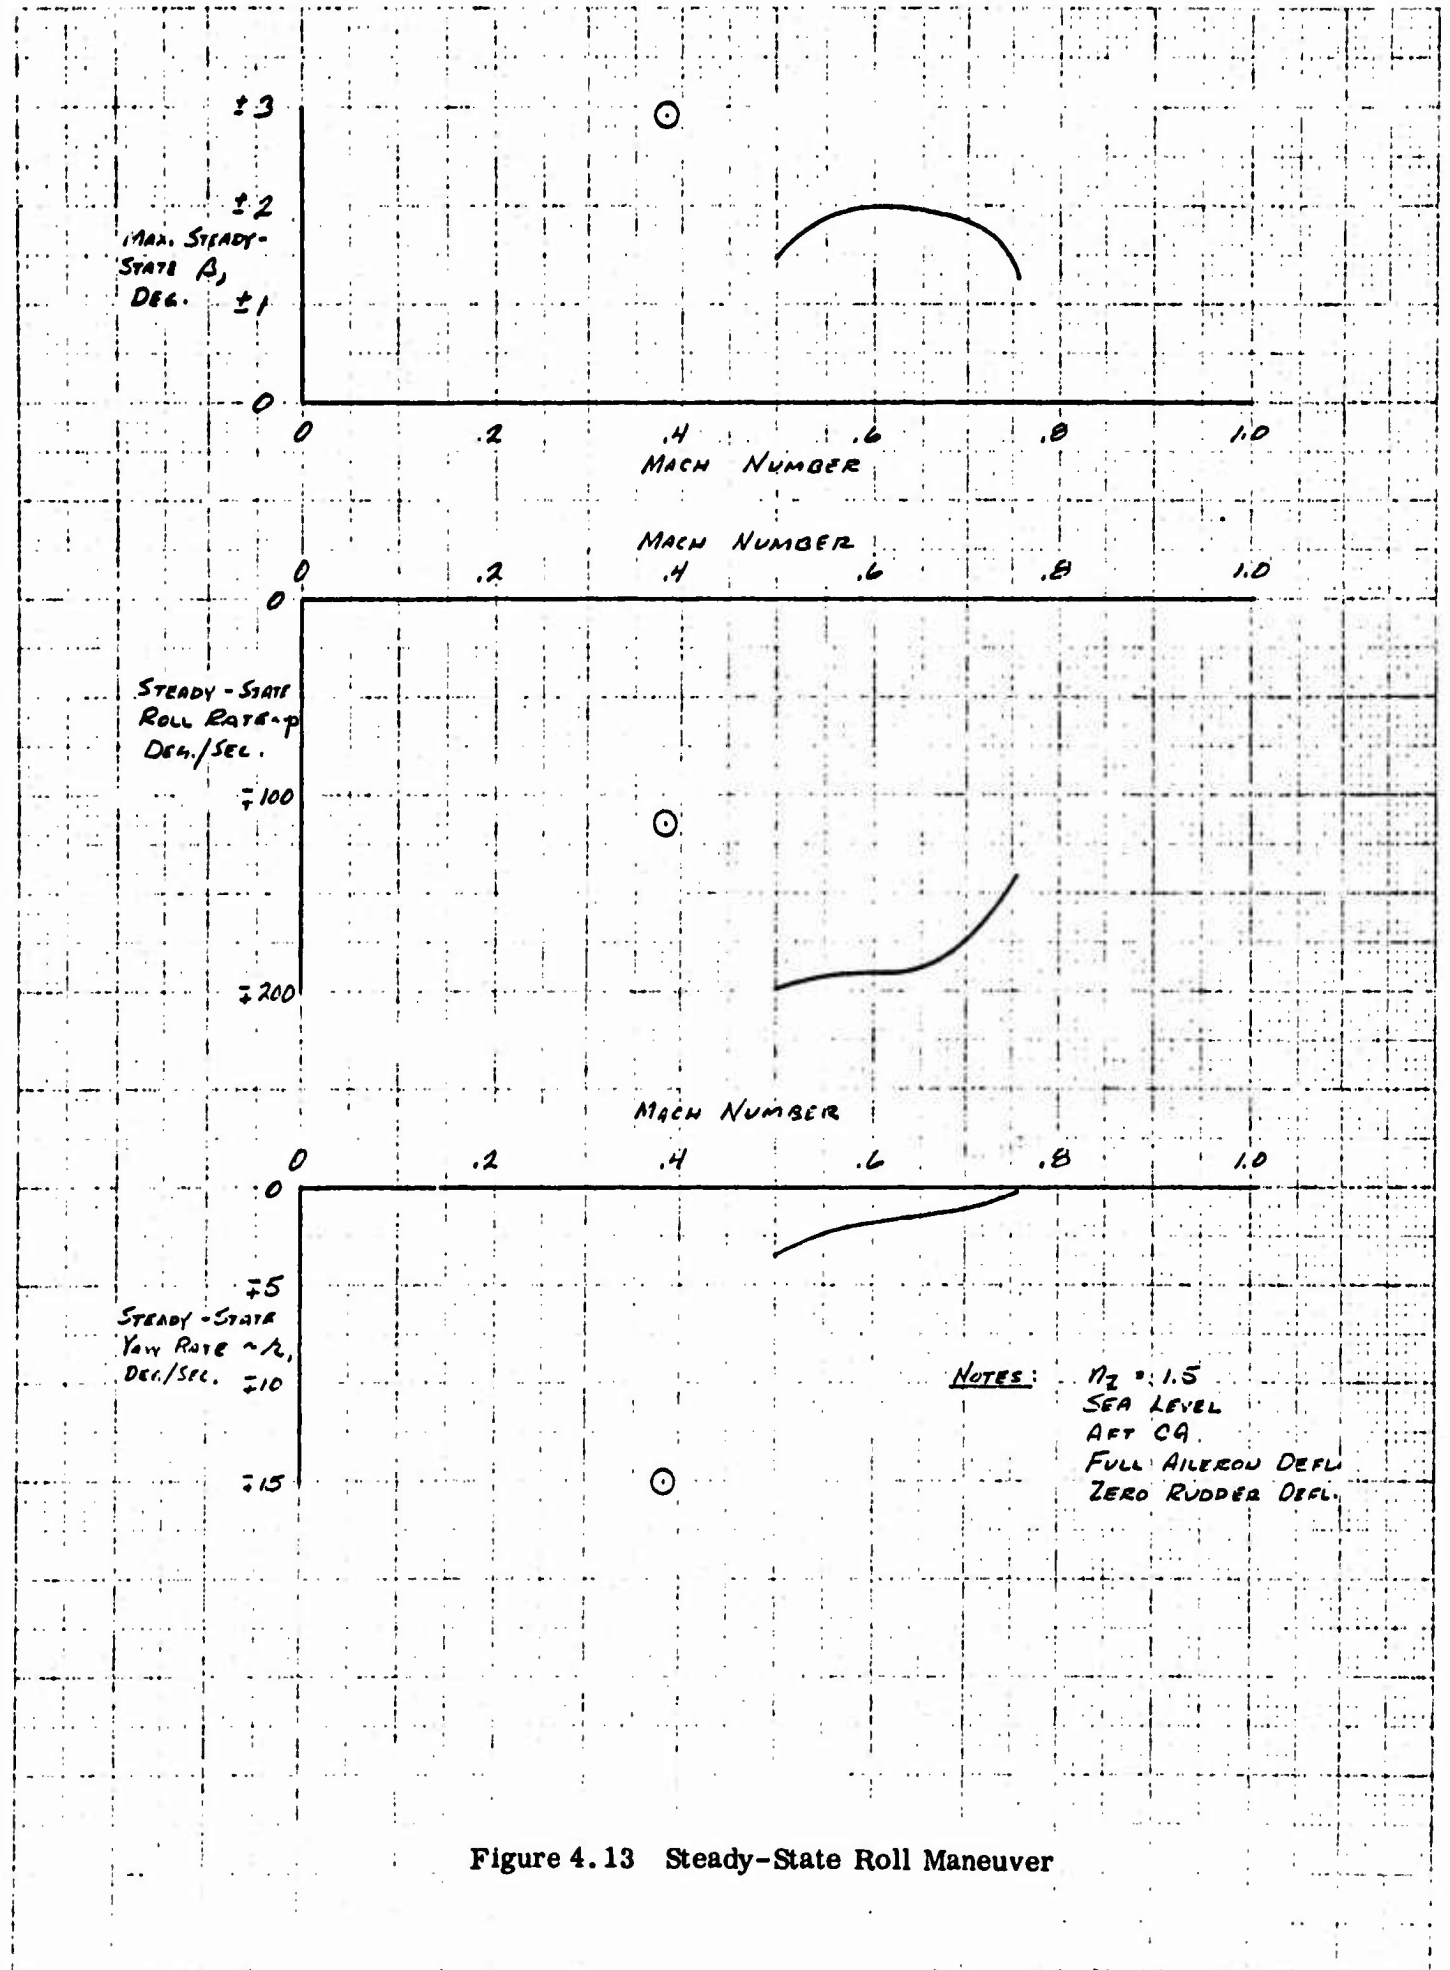 ±3
±2
MAX. STEADY-
STATE β,
DEG.
±1
0
0 .2 .4 .6 .8 1.0
MACH NUMBER
MACH NUMBER
0 .2 .4 .6 .8 1.0
0
STEADY-STATE
ROLL RATE~p
DEG./SEC.
∓100
∓200
MACH NUMBER
0 .2 .4 .6 .8 1.0
0
∓5
STEADY-STATE
YAW RATE ~ r,
DEG./SEC.
∓10
∓15
NOTES: nz = 1.5
SEA LEVEL
AFT CG.
FULL AILERON DEFL.
ZERO RUDDER DEFL.
Figure 4.13 Steady-State Roll Maneuver